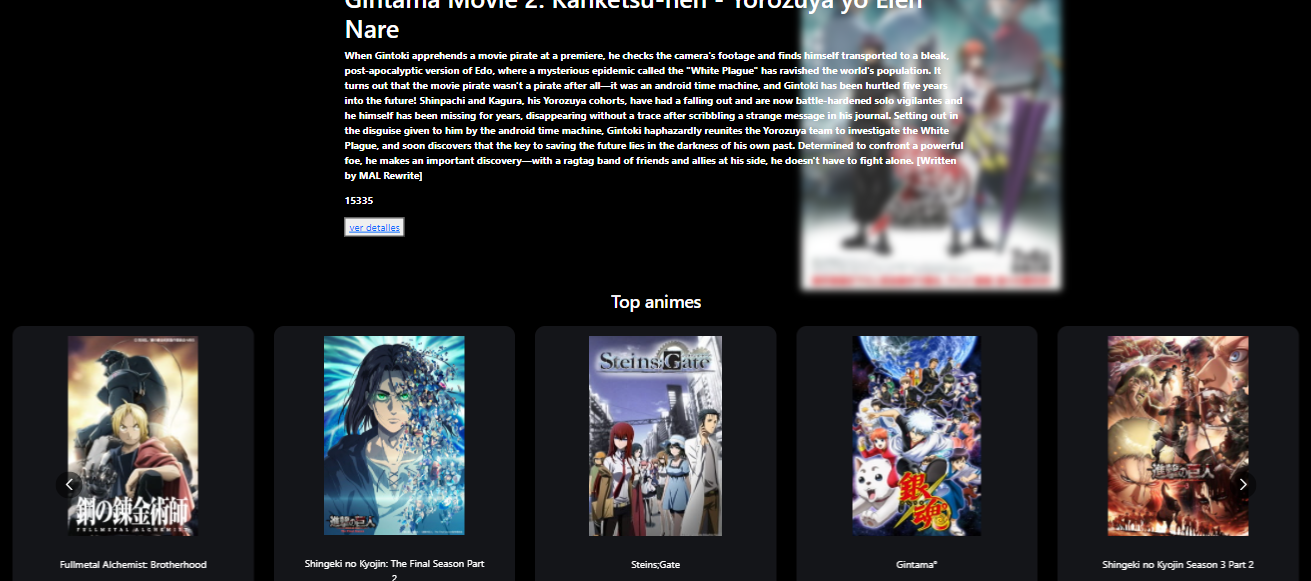 Gintama Movie 2: Kanketsu-hen - Yorozuya yo Eien
Nare
When Gintoki apprehends a movie pirate at a premiere, he checks the camera's footage and finds himself transported to a bleak,
post-apocalyptic version of Edo, where a mysterious epidemic called the "White Plague" has ravished the world's population. It
turns out that the movie pirate wasn't a pirate after all—it was an android time machine, and Gintoki has been hurtled five years
into the future! Shinpachi and Kagura, his Yorozuya cohorts, have had a falling out and are now battle-hardened solo vigilantes and
he himself has been missing for years, disappearing without a trace after scribbling a strange message in his journal. Setting out in
the disguise given to him by the android time machine, Gintoki haphazardly reunites the Yorozuya team to investigate the White
Plague, and soon discovers that the key to saving the future lies in the darkness of his own past. Determined to confront a powerful
foe, he makes an important discovery—with a ragtag band of friends and allies at his side, he doesn't have to fight alone. [Written
by MAL Rewrite]
15335
ver detalles
Top animes
鋼の錬金術師
FULLMETAL ALCHEMIST
進撃の巨人
Steins;Gate
銀魂
進撃の巨人
Fullmetal Alchemist: Brotherhood
Shingeki no Kyojin: The Final Season Part
2
Steins;Gate
Gintama°
Shingeki no Kyojin Season 3 Part 2